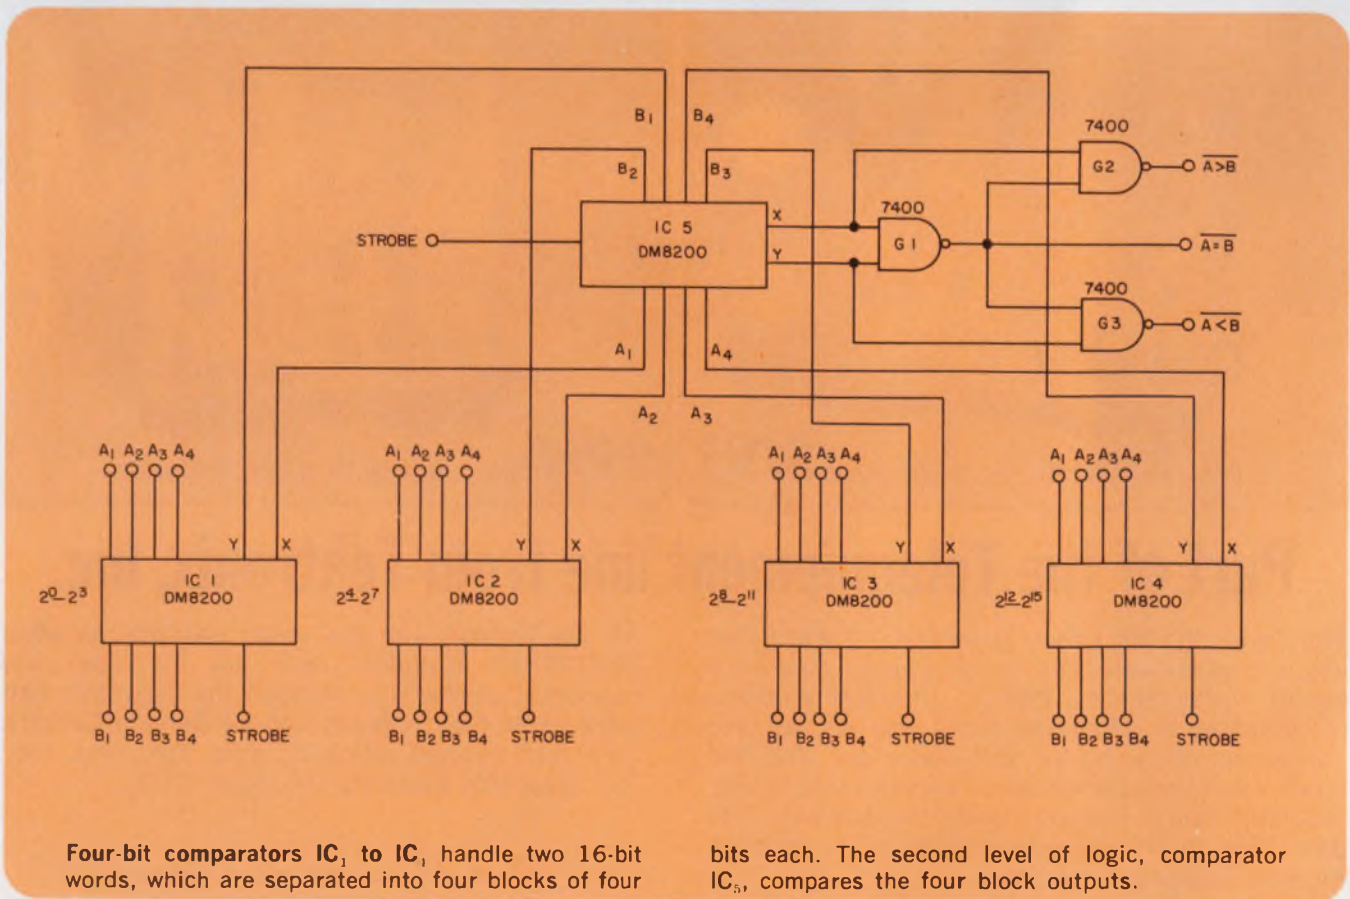 B₁ B₄
7400
B₂ B₃
G2
A>B
X
7400
IC 5
DM8200
STROBE
G1
A=B
Y
7400
G3
A<B
A₁ A₄
A₂ A₃
A₁ A₂ A₃ A₄
A₁ A₂ A₃ A₄
A₁ A₂ A₃ A₄
A₁ A₂ A₃ A₄
Y X
Y X
Y X
Y X
2⁰–2³
IC 1
DM8200
2⁴–2⁷
IC 2
DM8200
2⁸–2¹¹
IC 3
DM8200
2¹²–2¹⁵
IC 4
DM8200
B₁ B₂ B₃ B₄ STROBE
B₁ B₂ B₃ B₄ STROBE
B₁ B₂ B₃ B₄ STROBE
B₁ B₂ B₃ B₄ STROBE
Four-bit comparators IC₁ to IC₁ handle two 16-bit
words, which are separated into four blocks of four
bits each. The second level of logic, comparator
IC₅, compares the four block outputs.